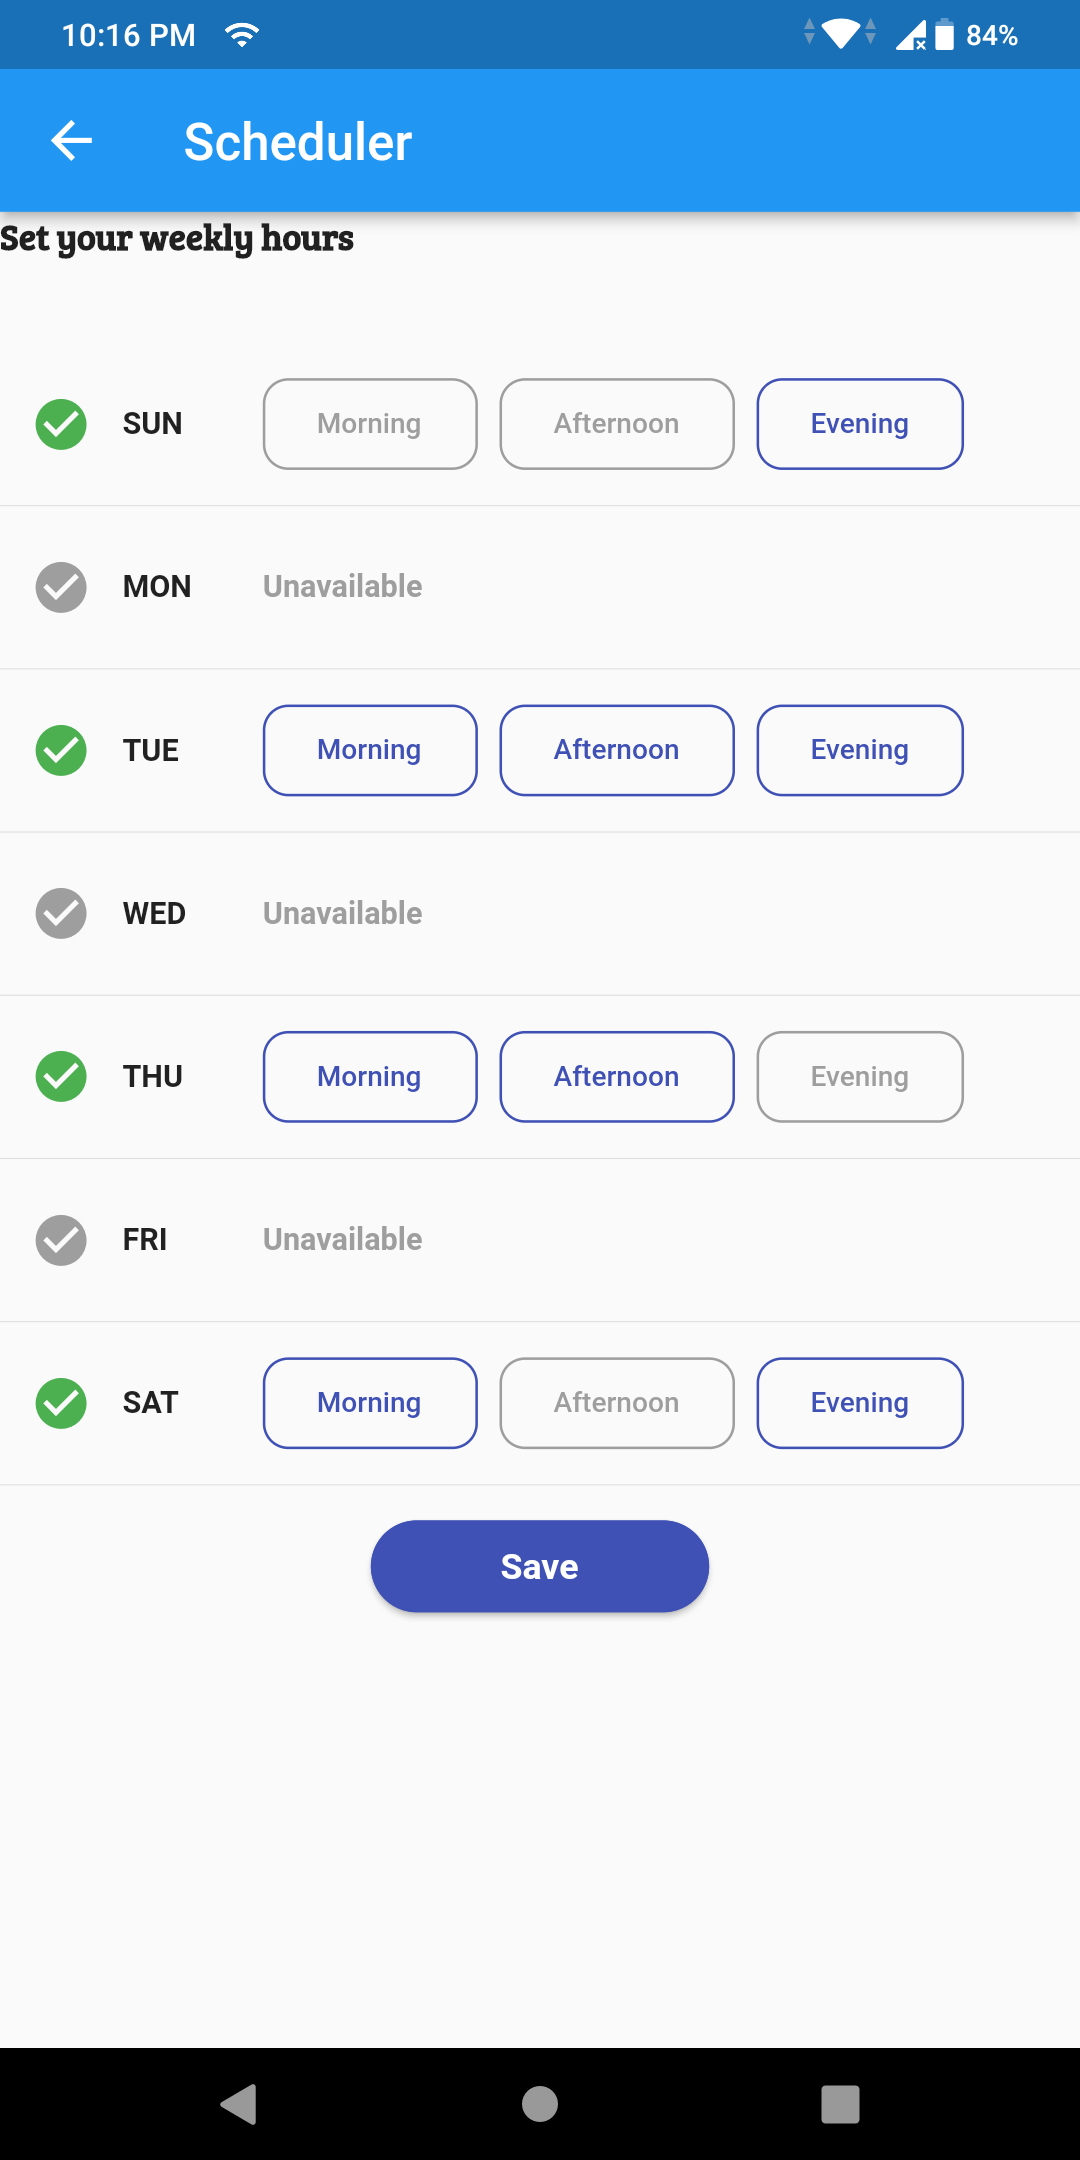 10:16 PM 84%
Scheduler
Set your weekly hours
SUN Morning Afternoon Evening
MON Unavailable
TUE Morning Afternoon Evening
WED Unavailable
THU Morning Afternoon Evening
FRI Unavailable
SAT Morning Afternoon Evening
Save